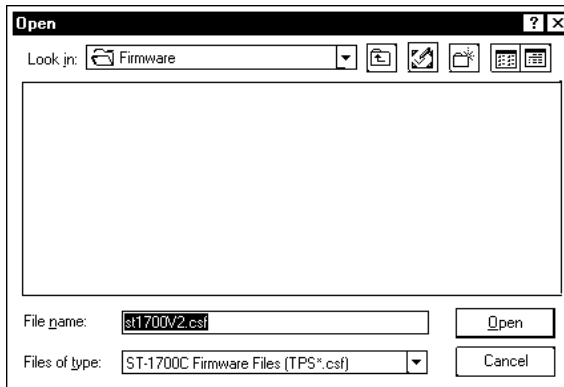 Open
Look in: Firmware
File name: st1700V2.csf
Open
Files of type: ST-1700C Firmware Files (TPS*.csf)
Cancel